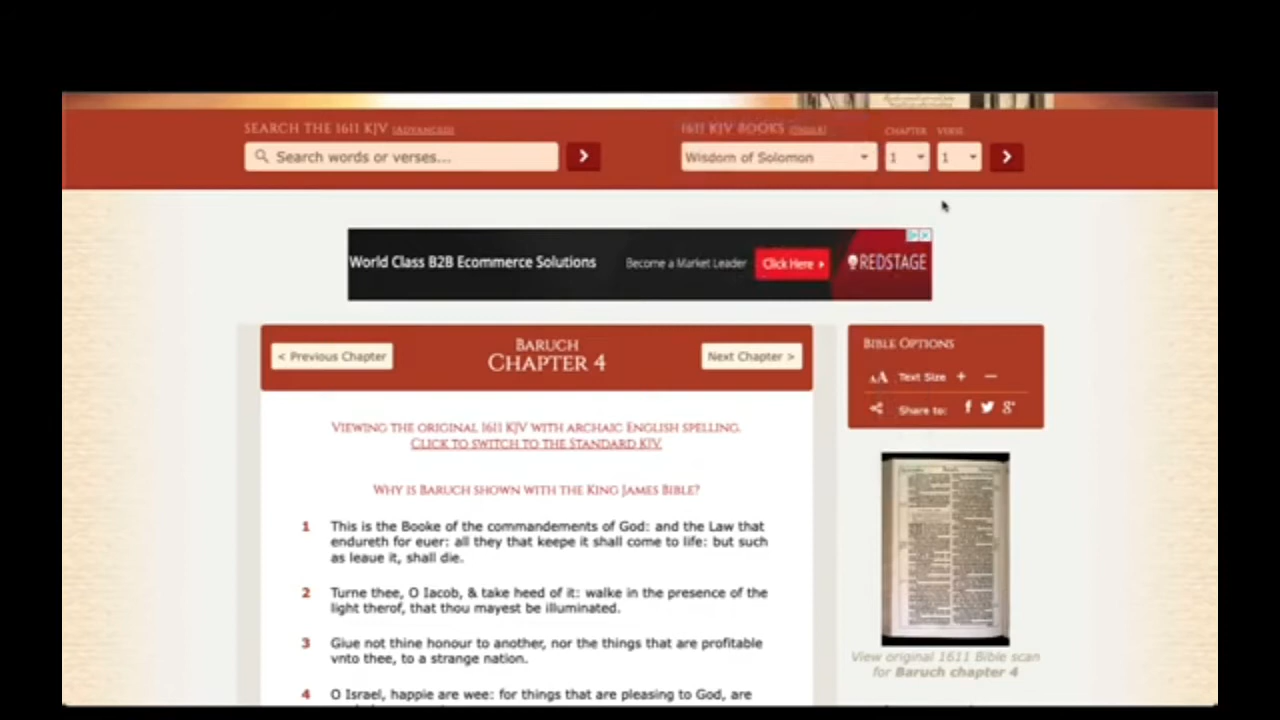 SEARCH THE 1611 KJV [ADVANCED]
Search words or verses...
1611 KJV BOOKS [INDEX]
CHAPTER
VERSE
Wisdom of Solomon
1
1
World Class B2B Ecommerce Solutions
Become a Market Leader
Click Here
REDSTAGE
BARUCH
CHAPTER 4
< Previous Chapter
Next Chapter >
VIEWING THE ORIGINAL 1611 KJV WITH ARCHAIC ENGLISH SPELLING.
CLICK TO SWITCH TO THE STANDARD KJV.
WHY IS BARUCH SHOWN WITH THE KING JAMES BIBLE?
1 This is the Booke of the commandements of God: and the Law that
endureth for euer: all they that keepe it shall come to life: but such
as leaue it, shall die.
2 Turne thee, O Iacob, & take heed of it: walke in the presence of the
light therof, that thou mayest be illuminated.
3 Giue not thine honour to another, nor the things that are profitable
vnto thee, to a strange nation.
4 O Israel, happie are wee: for things that are pleasing to God, are
BIBLE OPTIONS
AA Text Size + −
Share to: f g+
View original 1611 Bible scan
for Baruch chapter 4